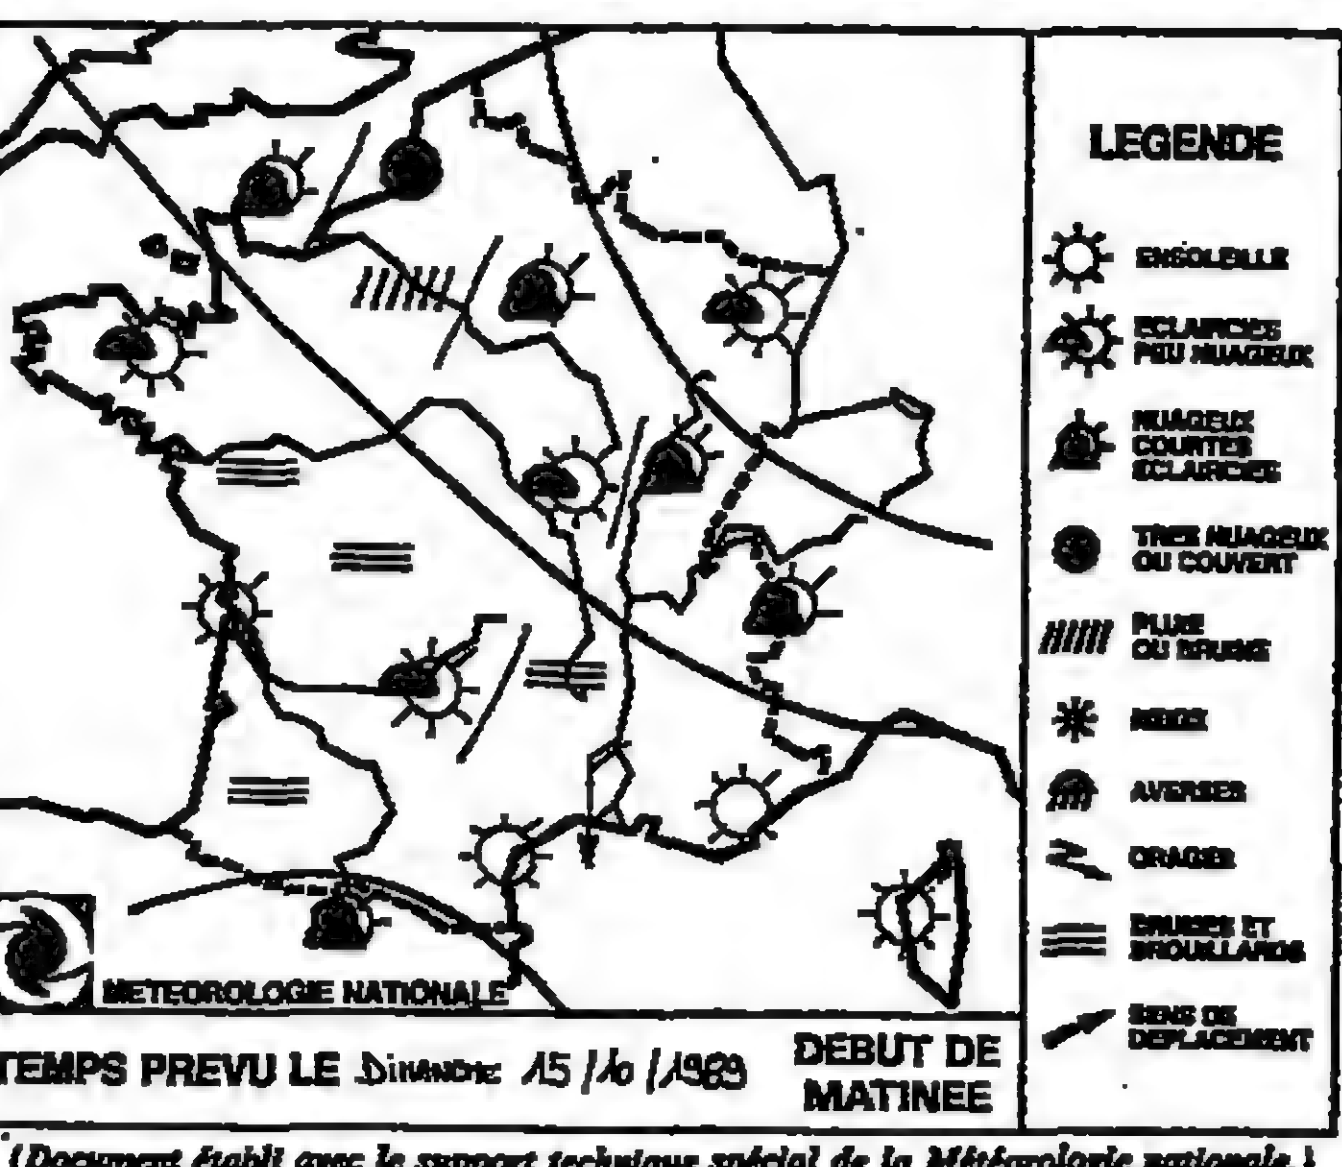 METEOROLOGIE NATIONALE
TEMPS PREVU LE Dimanche 15/10/1989
DEBUT DE
MATINEE
LEGENDE
ENSOLEILLE
ECLAIRCIES
PEU NUAGEUX
NUAGEUX
COURTES
ECLAIRCIES
TRES NUAGEUX
OU COUVERT
PLUIE
OU BRUINE
NEIGE
AVERSES
ORAGES
BRUMES ET
BROUILLARDS
SENS DE
DEPLACEMENT
(Document établi avec le support technique spécial de la Météorologie nationale.)